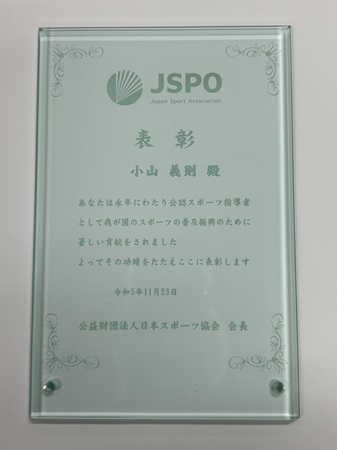 JSPO
Japan Sport Association
表彰
小山 義則 殿
あなたは永年にわたり公認スポーツ指導者
として我が国のスポーツの普及振興のために
著しい貢献をされました
よってその功績をたたえここに表彰します
令和5年11月23日
公益財団法人日本スポーツ協会 会長